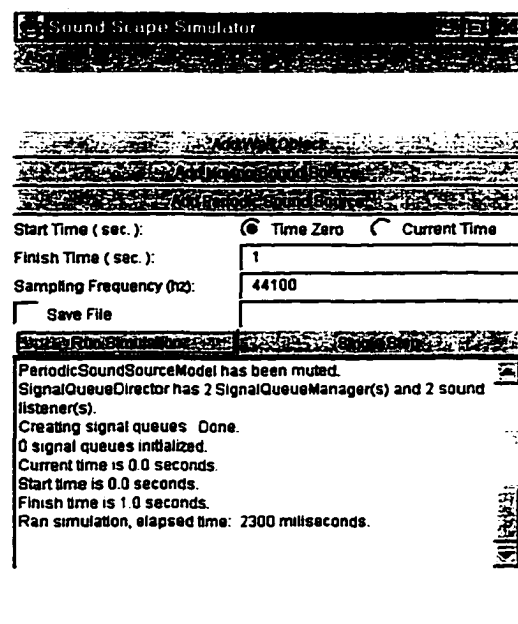 Sound Scape Simulator
Add Wall Object
Add Moving Sound Source
Add Periodic Sound Source
Start Time ( sec. ): Time Zero Current Time
Finish Time ( sec. ): 1
Sampling Frequency (hz): 44100
Save File
Run Simulation
PeriodicSoundSourceModel has been muted.
SignalQueueDirector has 2 SignalQueueManager(s) and 2 sound
listener(s).
Creating signal queues Done.
0 signal queues initialized.
Current time is 0.0 seconds.
Start time is 0.0 seconds.
Finish time is 1.0 seconds.
Ran simulation, elapsed time: 2300 miliseconds.